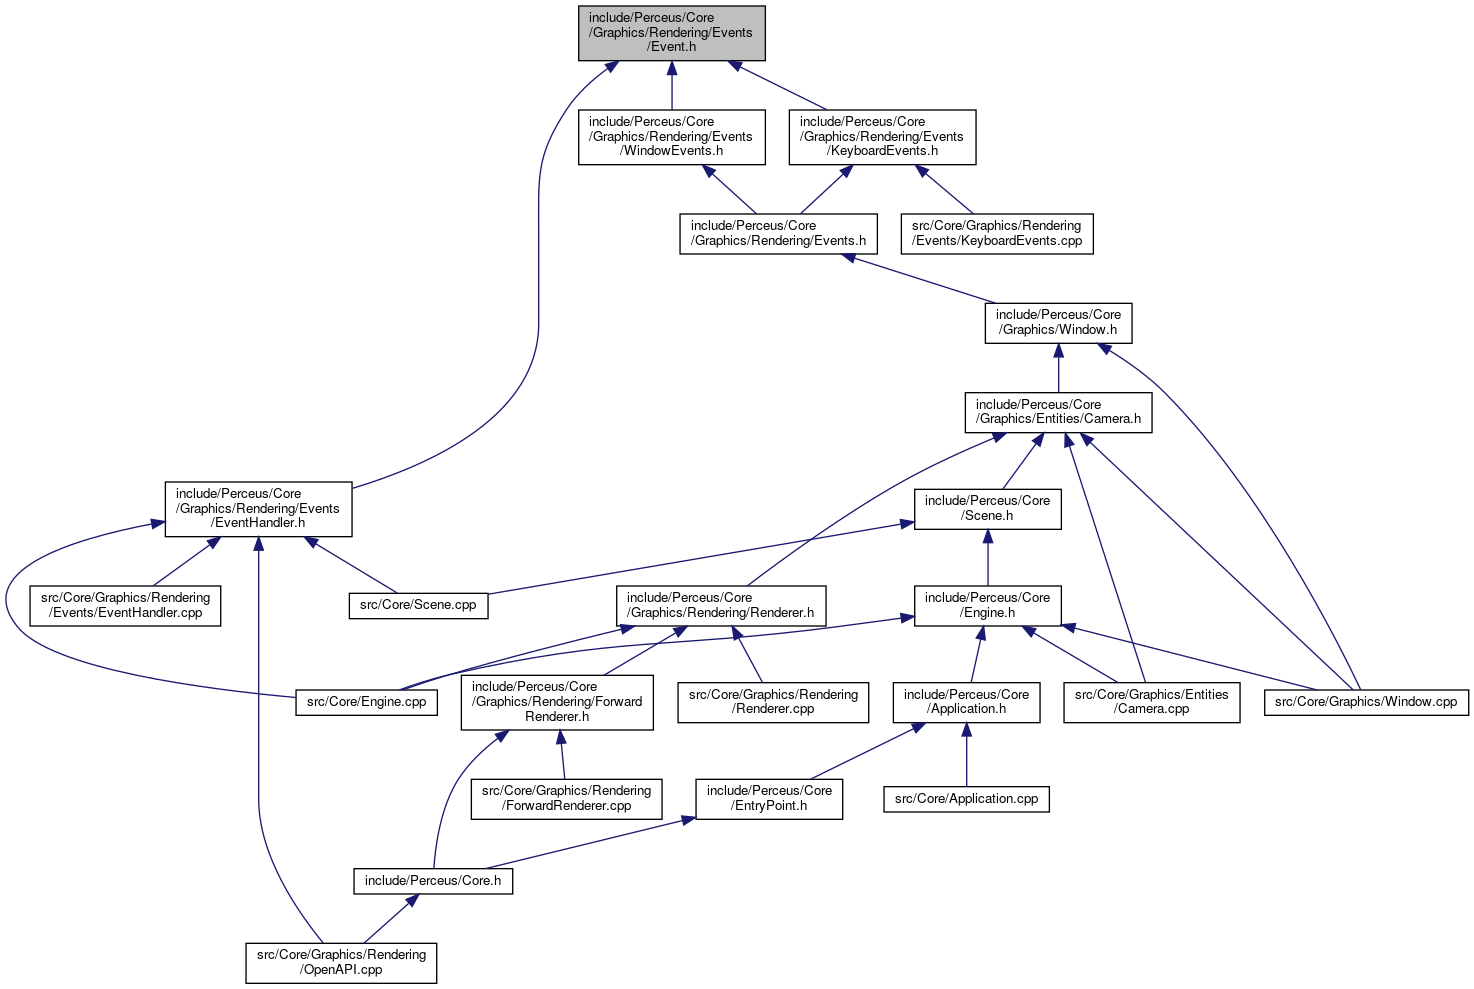 include/Perceus/Core
/Graphics/Rendering/Events
/Event.h
include/Perceus/Core
/Graphics/Rendering/Events
/WindowEvents.h
include/Perceus/Core
/Graphics/Rendering/Events
/KeyboardEvents.h
include/Perceus/Core
/Graphics/Rendering/Events.h
src/Core/Graphics/Rendering
/Events/KeyboardEvents.cpp
include/Perceus/Core
/Graphics/Window.h
include/Perceus/Core
/Graphics/Entities/Camera.h
include/Perceus/Core
/Graphics/Rendering/Events
/EventHandler.h
include/Perceus/Core
/Scene.h
src/Core/Graphics/Rendering
/Events/EventHandler.cpp
src/Core/Scene.cpp
include/Perceus/Core
/Graphics/Rendering/Renderer.h
include/Perceus/Core
/Engine.h
src/Core/Engine.cpp
include/Perceus/Core
/Graphics/Rendering/Forward
Renderer.h
src/Core/Graphics/Rendering
/Renderer.cpp
include/Perceus/Core
/Application.h
src/Core/Graphics/Entities
/Camera.cpp
src/Core/Graphics/Window.cpp
src/Core/Graphics/Rendering
/ForwardRenderer.cpp
include/Perceus/Core
/EntryPoint.h
src/Core/Application.cpp
include/Perceus/Core.h
src/Core/Graphics/Rendering
/OpenAPI.cpp